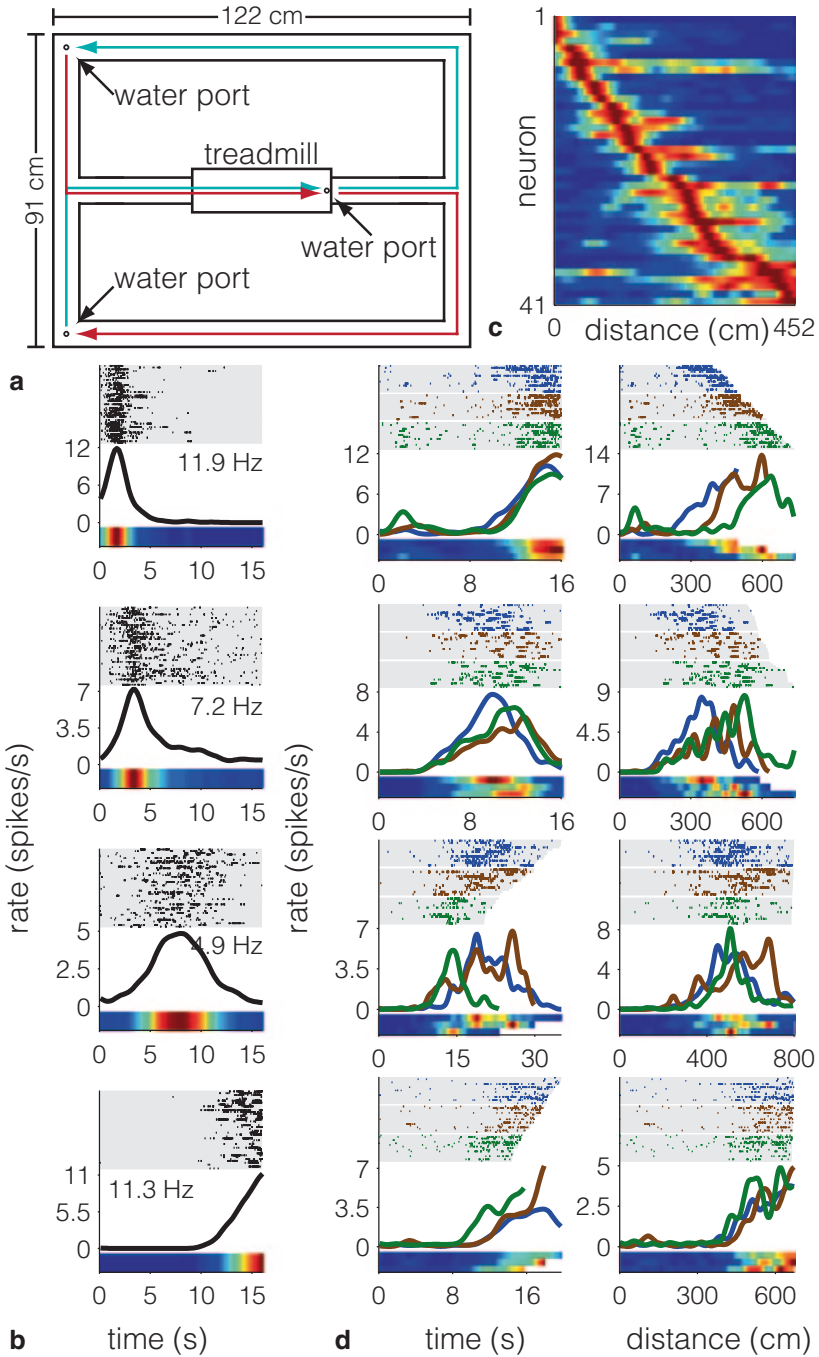 122 cm
91 cm
water port
treadmill
water port
water port
a
1
neuron
41
0
distance (cm)
452
c
12
6
0
11.9 Hz
0 5 10 15
7
3.5
0
7.2 Hz
0 5 10 15
5
2.5
0
4.9 Hz
0 5 10 15
11
5.5
0
11.3 Hz
0 5 10 15
rate (spikes/s)
b
time (s)
12
6
0
0 8 16
14
7
0
0 300 600
8
4
0
0 8 16
9
4.5
0
0 300 600
7
3.5
0
15 30
8
4
0
0 400 800
7
3.5
0
0 8 16
5
2.5
0
0 300 600
rate (spikes/s)
d
time (s)
distance (cm)